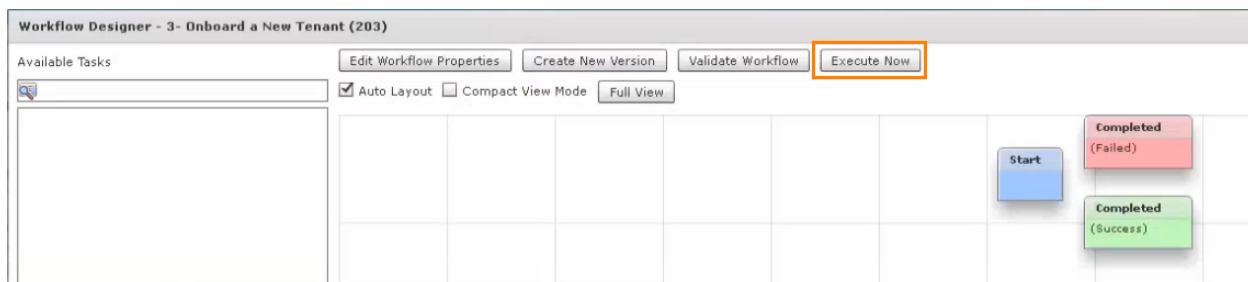 Workflow Designer - 3- Onboard a New Tenant (203)
Available Tasks
Edit Workflow Properties
Create New Version
Validate Workflow
Execute Now
Auto Layout
Compact View Mode
Full View
Start
Completed
(Failed)
Completed
(Success)